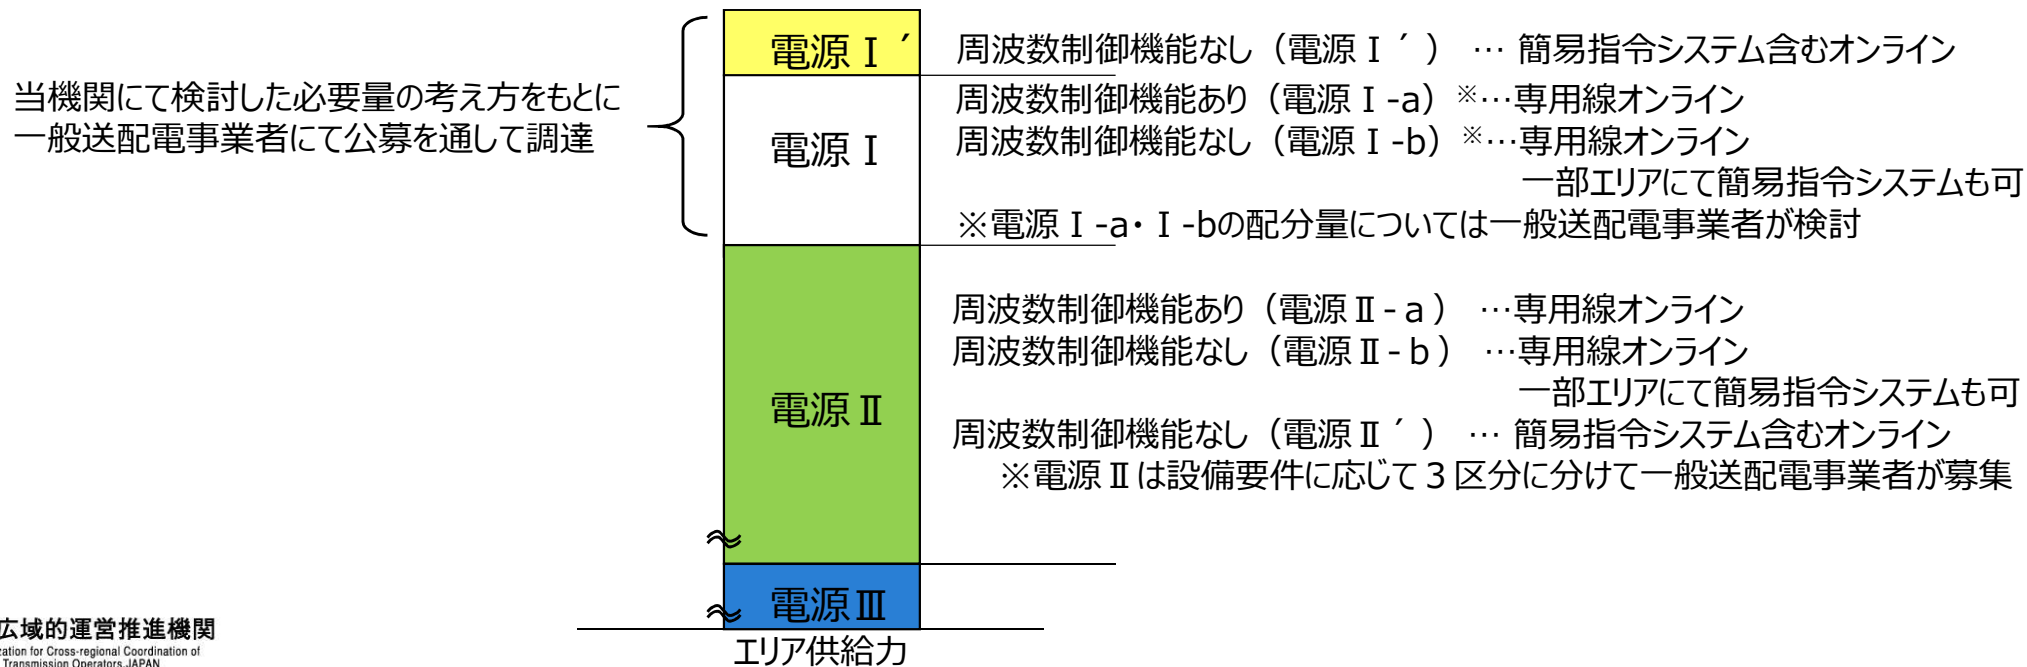 当機関にて検討した必要量の考え方をもとに
一般送配電事業者にて公募を通して調達
電源Ⅰ´
電源Ⅰ
電源Ⅱ
電源Ⅲ
エリア供給力
周波数制御機能なし（電源Ⅰ´） … 簡易指令システム含むオンライン
周波数制御機能あり（電源Ⅰ-a）※…専用線オンライン
周波数制御機能なし（電源Ⅰ-b）※…専用線オンライン
一部エリアにて簡易指令システムも可
※電源Ⅰ-a・Ⅰ-bの配分量については一般送配電事業者が検討
周波数制御機能あり（電源Ⅱ-a） …専用線オンライン
周波数制御機能なし（電源Ⅱ-b） …専用線オンライン
一部エリアにて簡易指令システムも可
周波数制御機能なし（電源Ⅱ´） … 簡易指令システム含むオンライン
※電源Ⅱは設備要件に応じて３区分に分けて一般送配電事業者が募集
広域的運営推進機関
zation for Cross-regional Coordination of
Transmission Operators,JAPAN